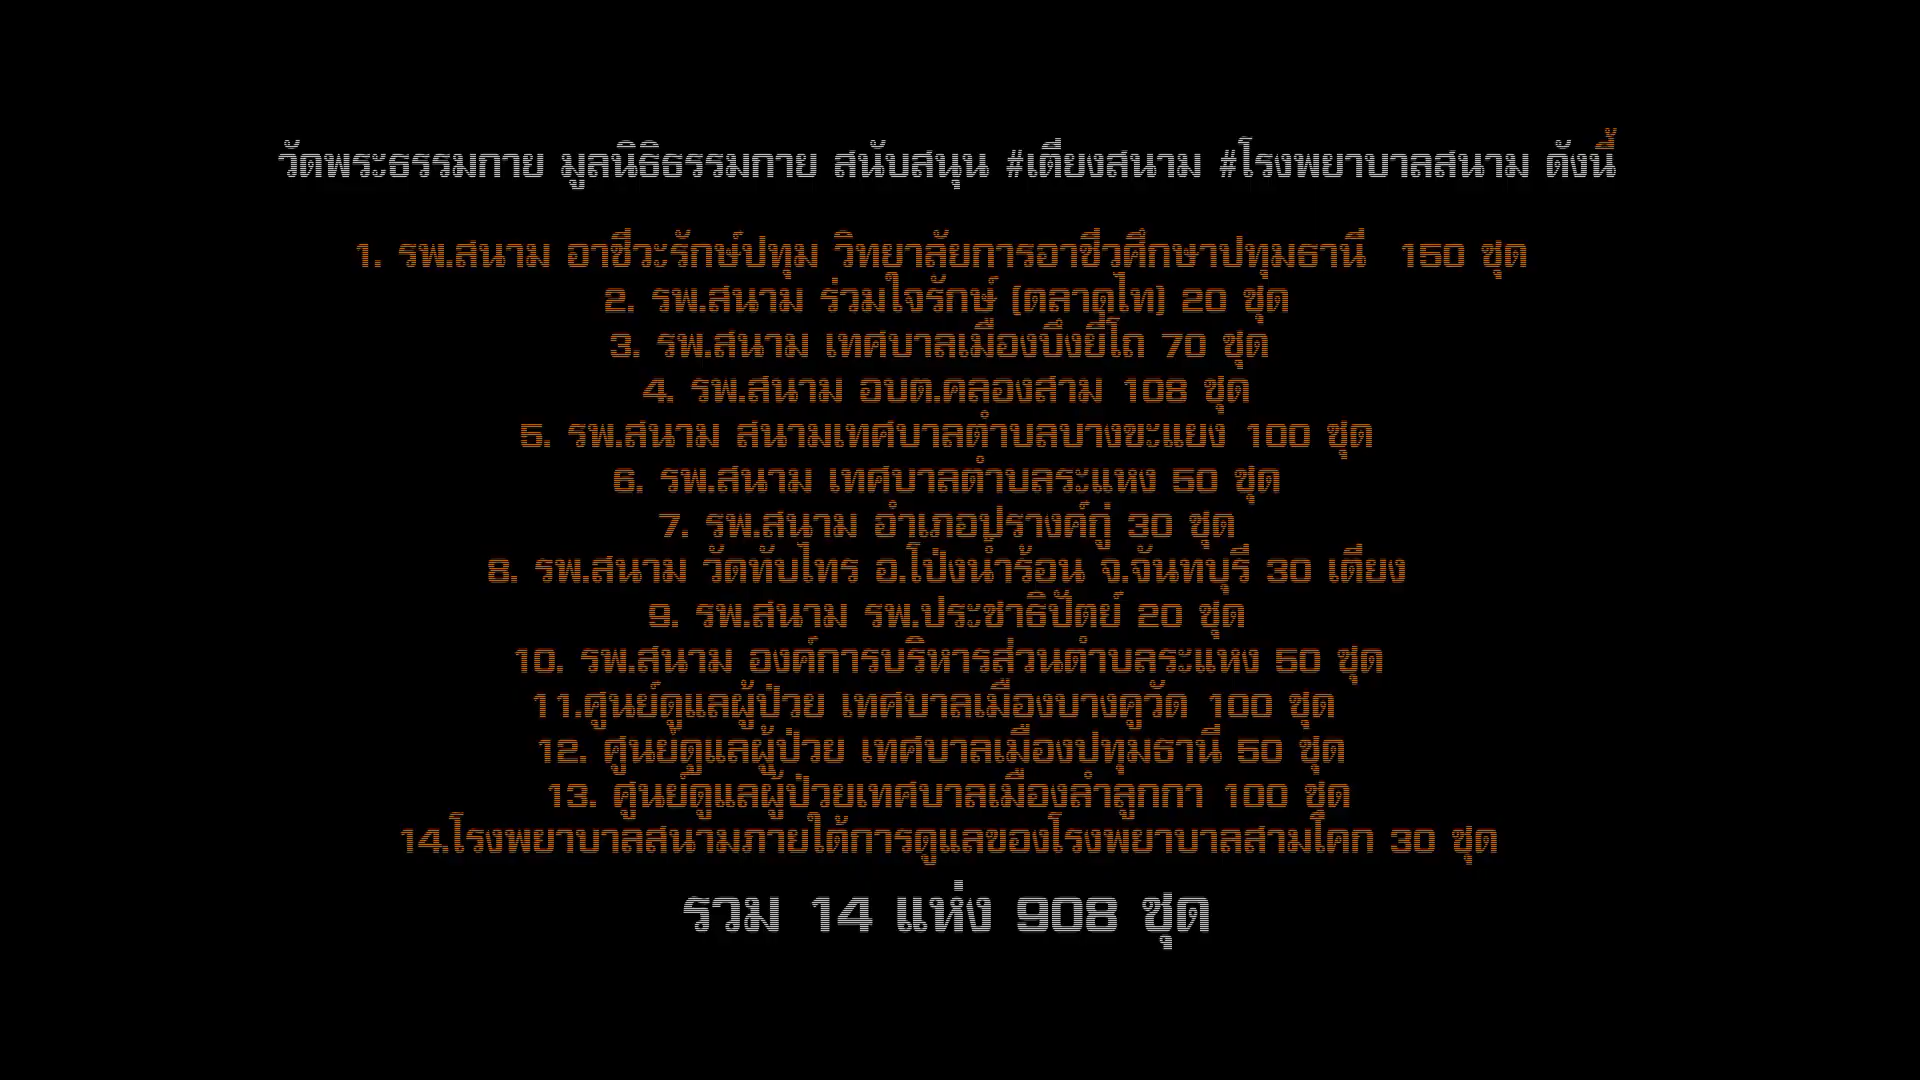 วัดพระธรรมกาย มูลนิธิธรรมกาย สนับสนุน #เตียงสนาม #โรงพยาบาลสนาม ดังนี้
1. รพ.สนาม อาชีวะรักษ์ปทุม วิทยาลัยการอาชีวศึกษาปทุมธานี 150 ชุด
2. รพ.สนาม ร่วมใจรักษ์ (ตลาดไท) 20 ชุด
3. รพ.สนาม เทศบาลเมืองบึงยี่โถ 70 ชุด
4. รพ.สนาม อบต.คลองสาม 108 ชุด
5. รพ.สนาม สนามเทศบาลตำบลบางขะแยง 100 ชุด
6. รพ.สนาม เทศบาลตำบลระแหง 50 ชุด
7. รพ.สนาม อำเภอปรางค์กู่ 30 ชุด
8. รพ.สนาม วัดทับไทร อ.โป่งน้ำร้อน จ.จันทบุรี 30 เตียง
9. รพ.สนาม รพ.ประชาธิปัตย์ 20 ชุด
10. รพ.สนาม องค์การบริหารส่วนตำบลระแหง 50 ชุด
11.ศูนย์ดูแลผู้ป่วย เทศบาลเมืองบางคูวัด 100 ชุด
12. ศูนย์ดูแลผู้ป่วย เทศบาลเมืองปทุมธานี 50 ชุด
13. ศูนย์ดูแลผู้ป่วยเทศบาลเมืองลำลูกกา 100 ชุด
14.โรงพยาบาลสนามภายใต้การดูแลของโรงพยาบาลสามโคก 30 ชุด
รวม 14 แห่ง 908 ชุด